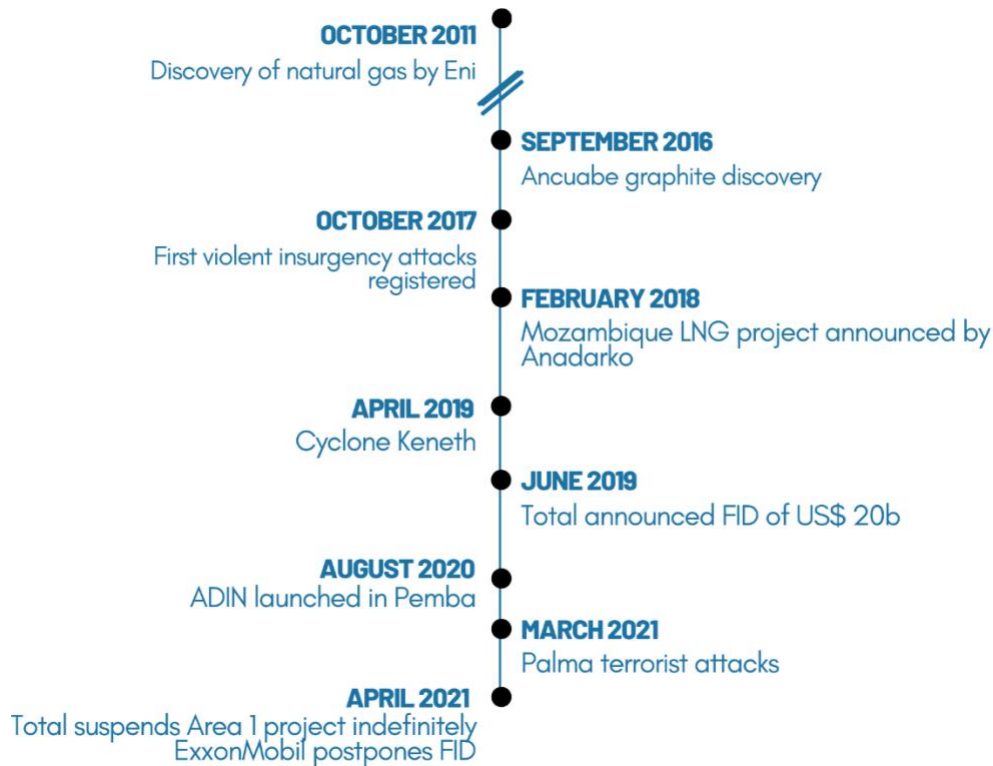 OCTOBER 2011
Discovery of natural gas by Eni
SEPTEMBER 2016
Ancuabe graphite discovery
OCTOBER 2017
First violent insurgency attacks
registered
FEBRUARY 2018
Mozambique LNG project announced by
Anadarko
APRIL 2019
Cyclone Keneth
JUNE 2019
Total announced FID of US$ 20b
AUGUST 2020
ADIN launched in Pemba
MARCH 2021
Palma terrorist attacks
APRIL 2021
Total suspends Area 1 project indefinitely
ExxonMobil postpones FID